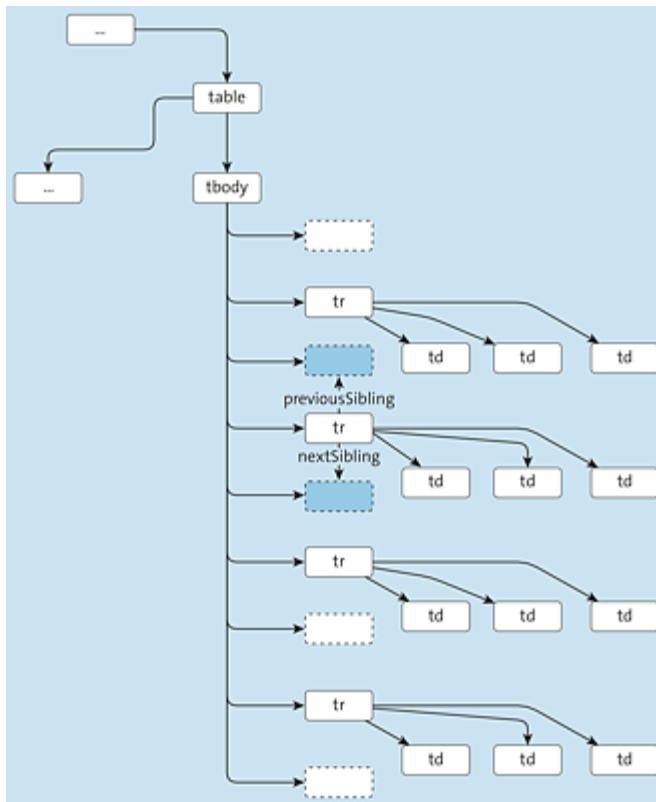 ...
table
...
tbody
tr
td td td
previousSibling
tr
nextSibling
td td td
tr
td td td
tr
td td td